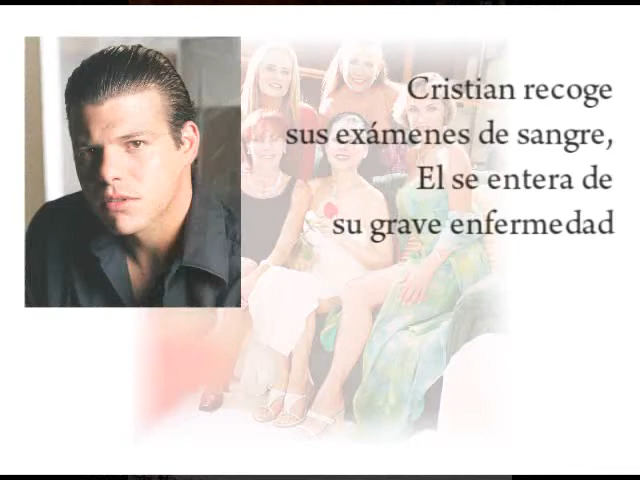 Cristian recoge
sus exámenes de sangre,
El se entera de
su grave enfermedad